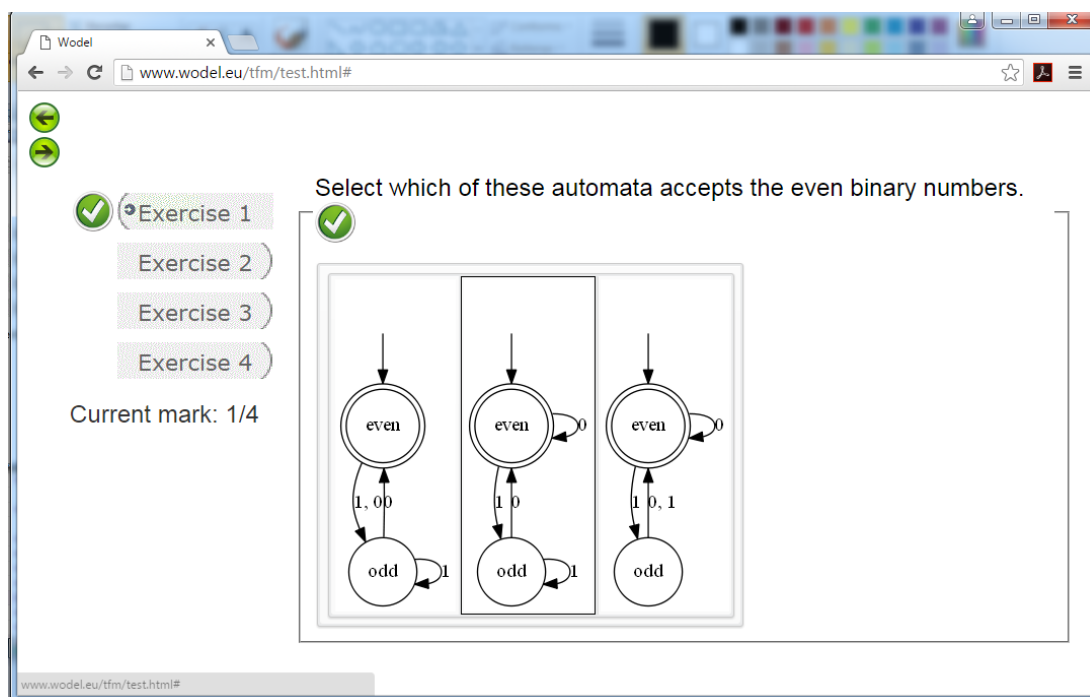 Wodel
www.wodel.eu/tfm/test.html#
Select which of these automata accepts the even binary numbers.
Exercise 1
Exercise 2
Exercise 3
Exercise 4
Current mark: 1/4
even
even
0
even
0
1, 0
0
1
0
1
0, 1
odd
1
odd
1
odd
www.wodel.eu/tfm/test.html#